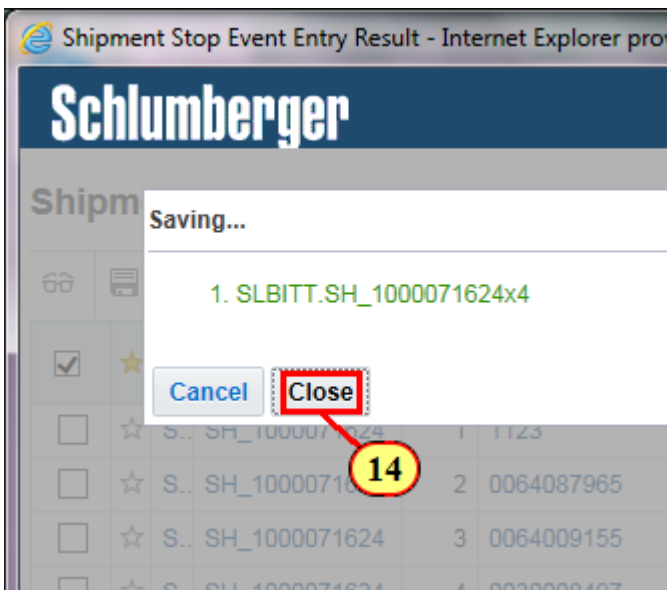 Shipment Stop Event Entry Result - Internet Explorer pro
Schlumberger
Shipm
Saving...
1. SLBITT.SH_1000071624x4
Cancel Close
14
S.. SH_1000071624 1 1123
S.. 2 0064087965
S.. SH_1000071624 3 0064009155